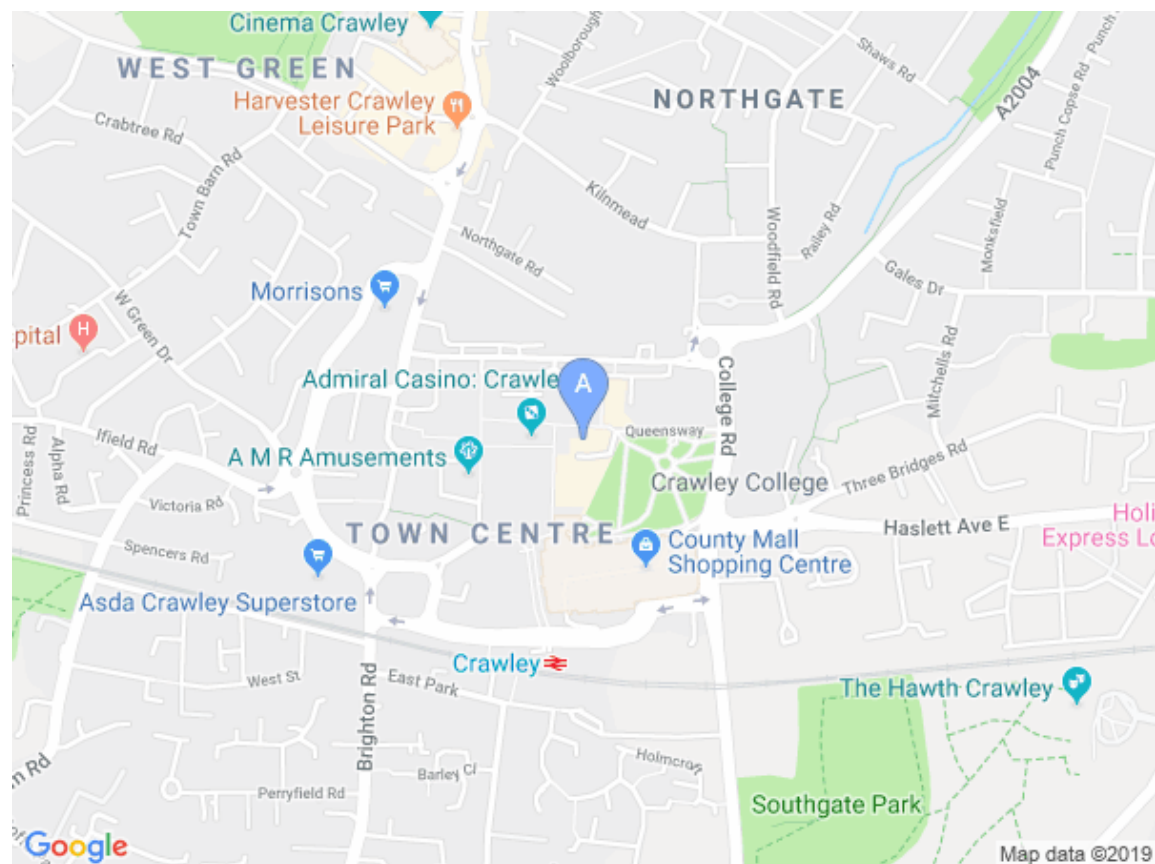 Cinema Crawley
WEST GREEN
Woolborough
Shaws Rd
Punch Copse Rd
Punch
Harvester Crawley
Leisure Park
NORTHGATE
A2004
Crabtree Rd
Town Barn Rd
Kilnmead
Woodfield Rd
Railey Rd
Monksfield
Northgate Rd
Gales Dr
Morrisons
W Green Dr
pital
H
Mitchells Rd
Admiral Casino: Crawle
A
College Rd
Queensway
Princess Rd
Alpha Rd
Ifield Rd
A M R Amusements
Crawley College
Three Bridges Rd
Victoria Rd
TOWN CENTRE
Haslett Ave E
Holi
Express Lo
Spencers Rd
County Mall
Shopping Centre
Asda Crawley Superstore
Crawley
West St
East Park
The Hawth Crawley
Brighton Rd
Holmcroft
Barley Cl
Perryfield Rd
n Rd
Southgate Park
Google
Map data ©2019